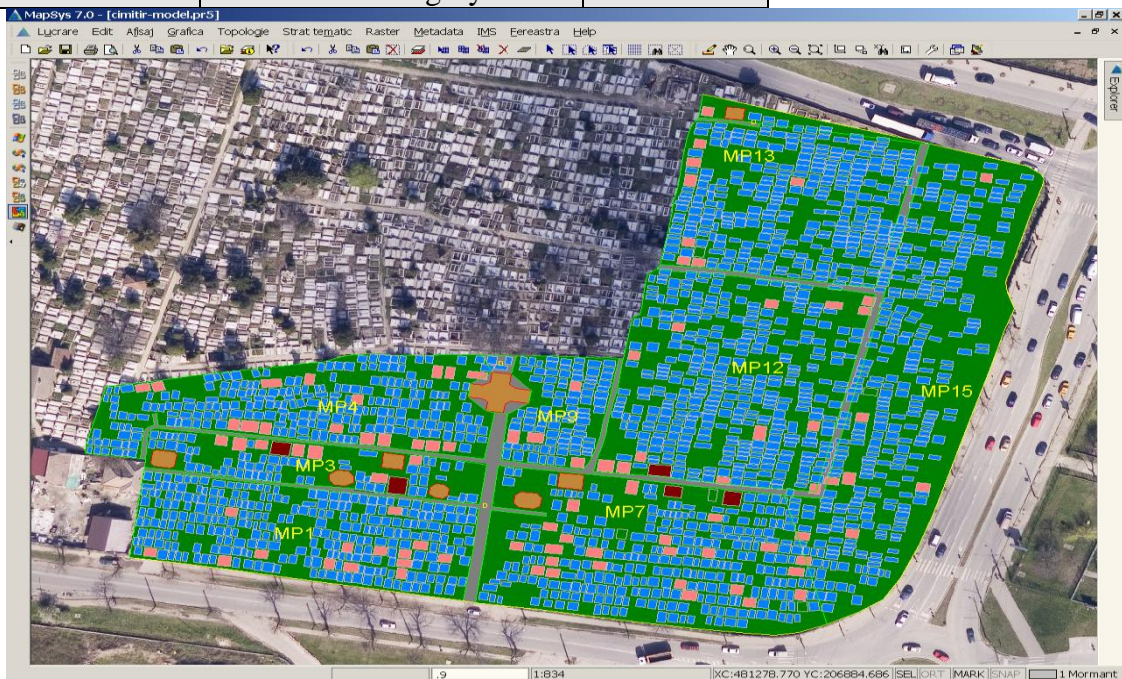 MapSys 7.0 - [cimitir-model.pr5]
Lucrare Edit Afisaj Grafica Topologie Strat tematic Raster Metadata IMS Fereastra Help
Explorer
MP13
MP12
MP15
MP4
MP9
MP3
MP7
MP1
D
.9 1:834 XC:481278.770 YC:206884.686 SEL ORT MARK SNAP 1 Mormant